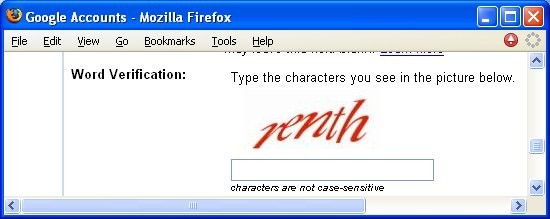 Google Accounts - Mozilla Firefox
File Edit View Go Bookmarks Tools Help
Word Verification: Type the characters you see in the picture below.
renth
characters are not case-sensitive